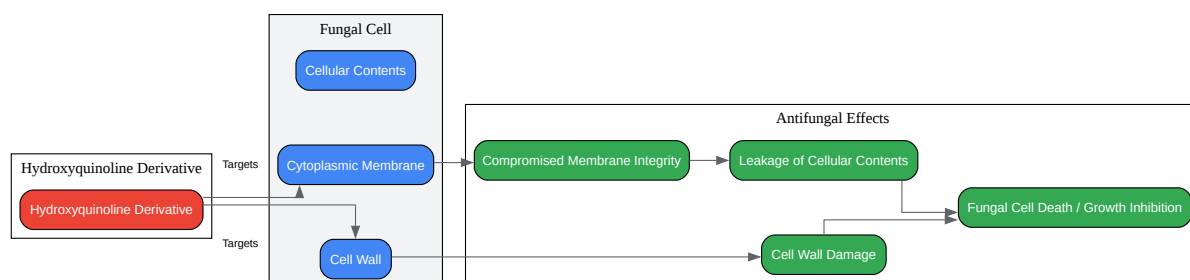 Fungal Cell
Cellular Contents
Antifungal Effects
Targets
Cytoplasmic Membrane
Compromised Membrane Integrity
Leakage of Cellular Contents
Hydroxyquinoline Derivative
Hydroxyquinoline Derivative
Fungal Cell Death / Growth Inhibition
Targets
Cell Wall
Cell Wall Damage